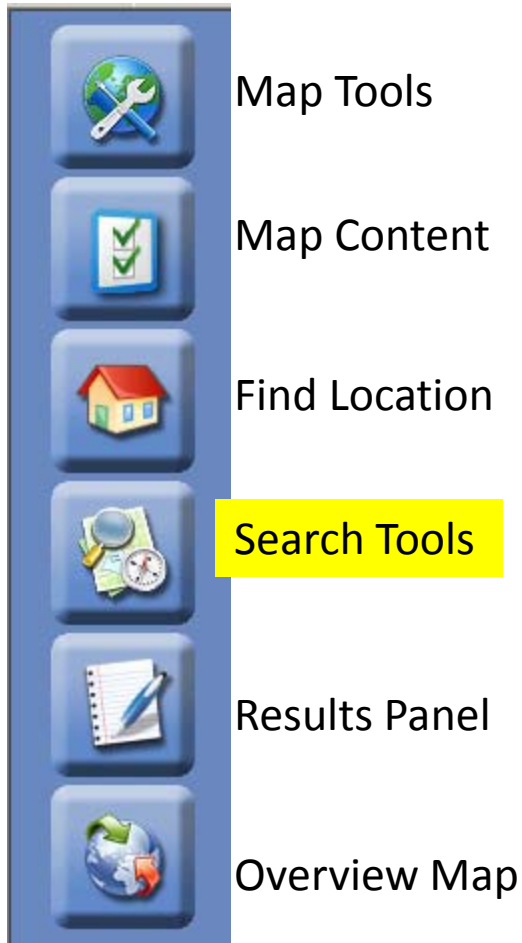 Map Tools
Map Content
Find Location
Search Tools
Results Panel
Overview Map